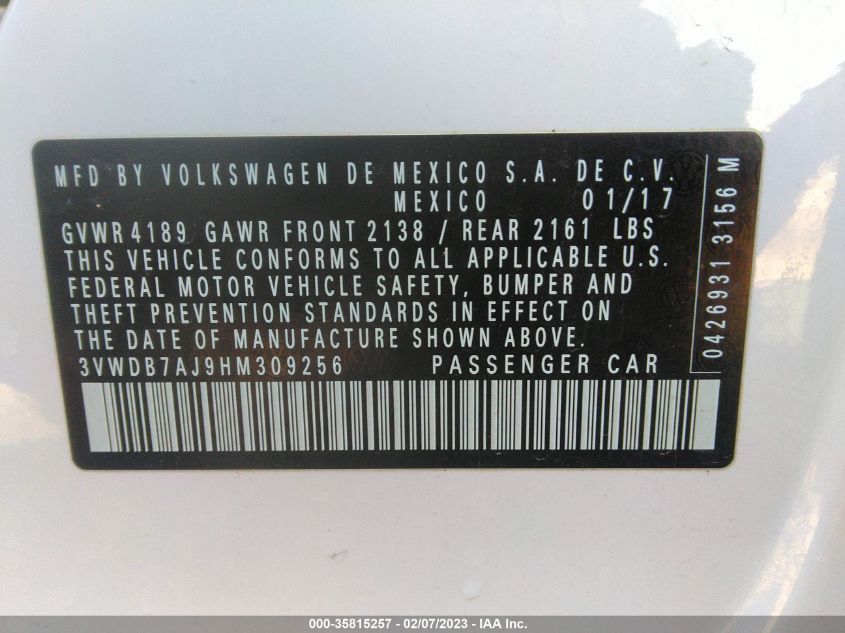 MFD BY VOLKSWAGEN DE MEXICO S.A. DE C.V.
MEXICO 01/17
GVWR 4189 GAWR FRONT 2138 / REAR 2161 LBS
THIS VEHICLE CONFORMS TO ALL APPLICABLE U.S.
FEDERAL MOTOR VEHICLE SAFETY, BUMPER AND
THEFT PREVENTION STANDARDS IN EFFECT ON
THE DATE OF MANUFACTURE SHOWN ABOVE.
3VWDB7AJ9HM309256 PASSENGER CAR
0426931 3156 M
000-35815257 - 02/07/2023 - IAA Inc.